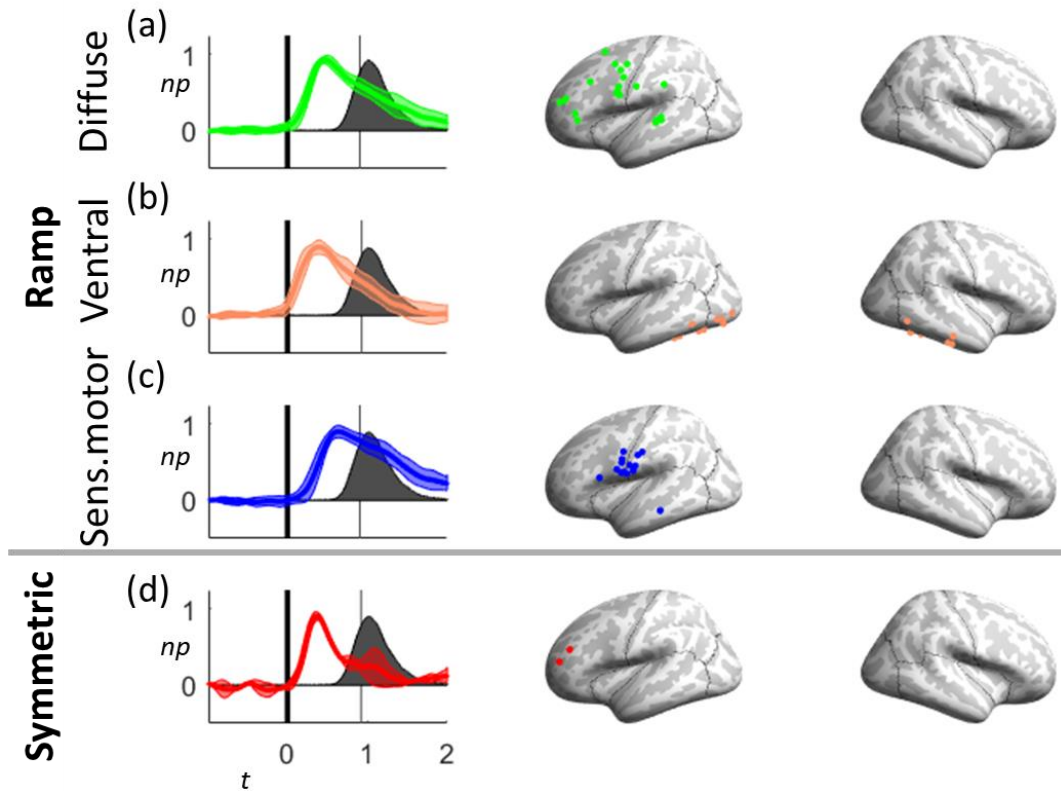 Ramp
Diffuse
(a)
1
np
0
Ventral
(b)
1
np
0
Sens.motor
(c)
1
np
0
Symmetric
(d)
1
np
0
0 1 2
t